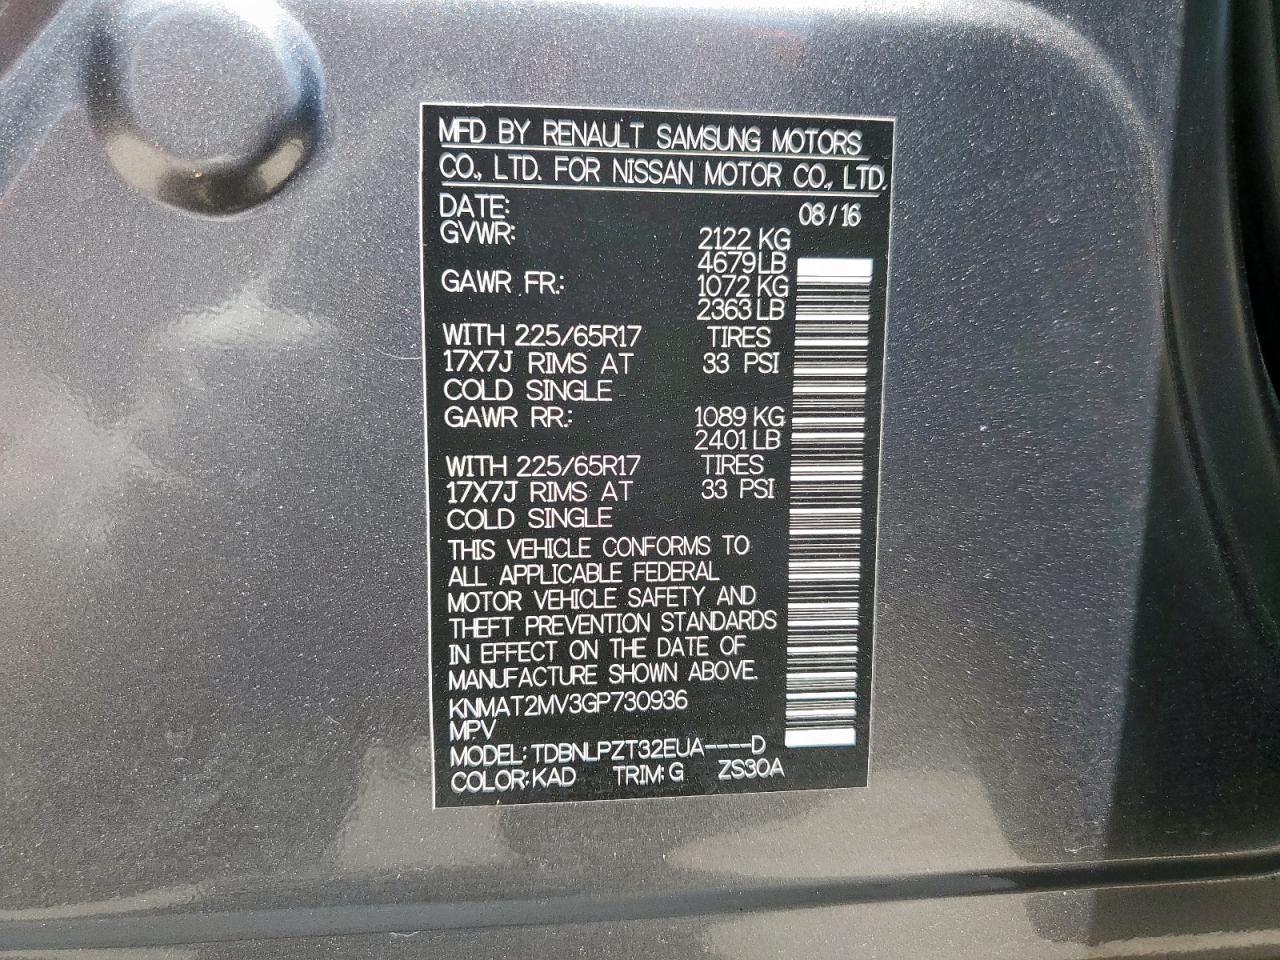 MFD BY RENAULT SAMSUNG MOTORS
CO., LTD. FOR NISSAN MOTOR CO., LTD.
DATE: 08/16
GVWR: 2122 KG
4679LB
GAWR FR.: 1072 KG
2363LB
WITH 225/65R17 TIRES
17X7J RIMS AT 33 PSI
COLD SINGLE
GAWR RR.: 1089 KG
2401LB
WITH 225/65R17 TIRES
17X7J RIMS AT 33 PSI
COLD SINGLE
THIS VEHICLE CONFORMS TO
ALL APPLICABLE FEDERAL
MOTOR VEHICLE SAFETY AND
THEFT PREVENTION STANDARDS
IN EFFECT ON THE DATE OF
MANUFACTURE SHOWN ABOVE.
KNMAT2MV3GP730936
MPV
MODEL: TDBNLPZT32EUA----D
COLOR: KAD TRIM: G ZS30A